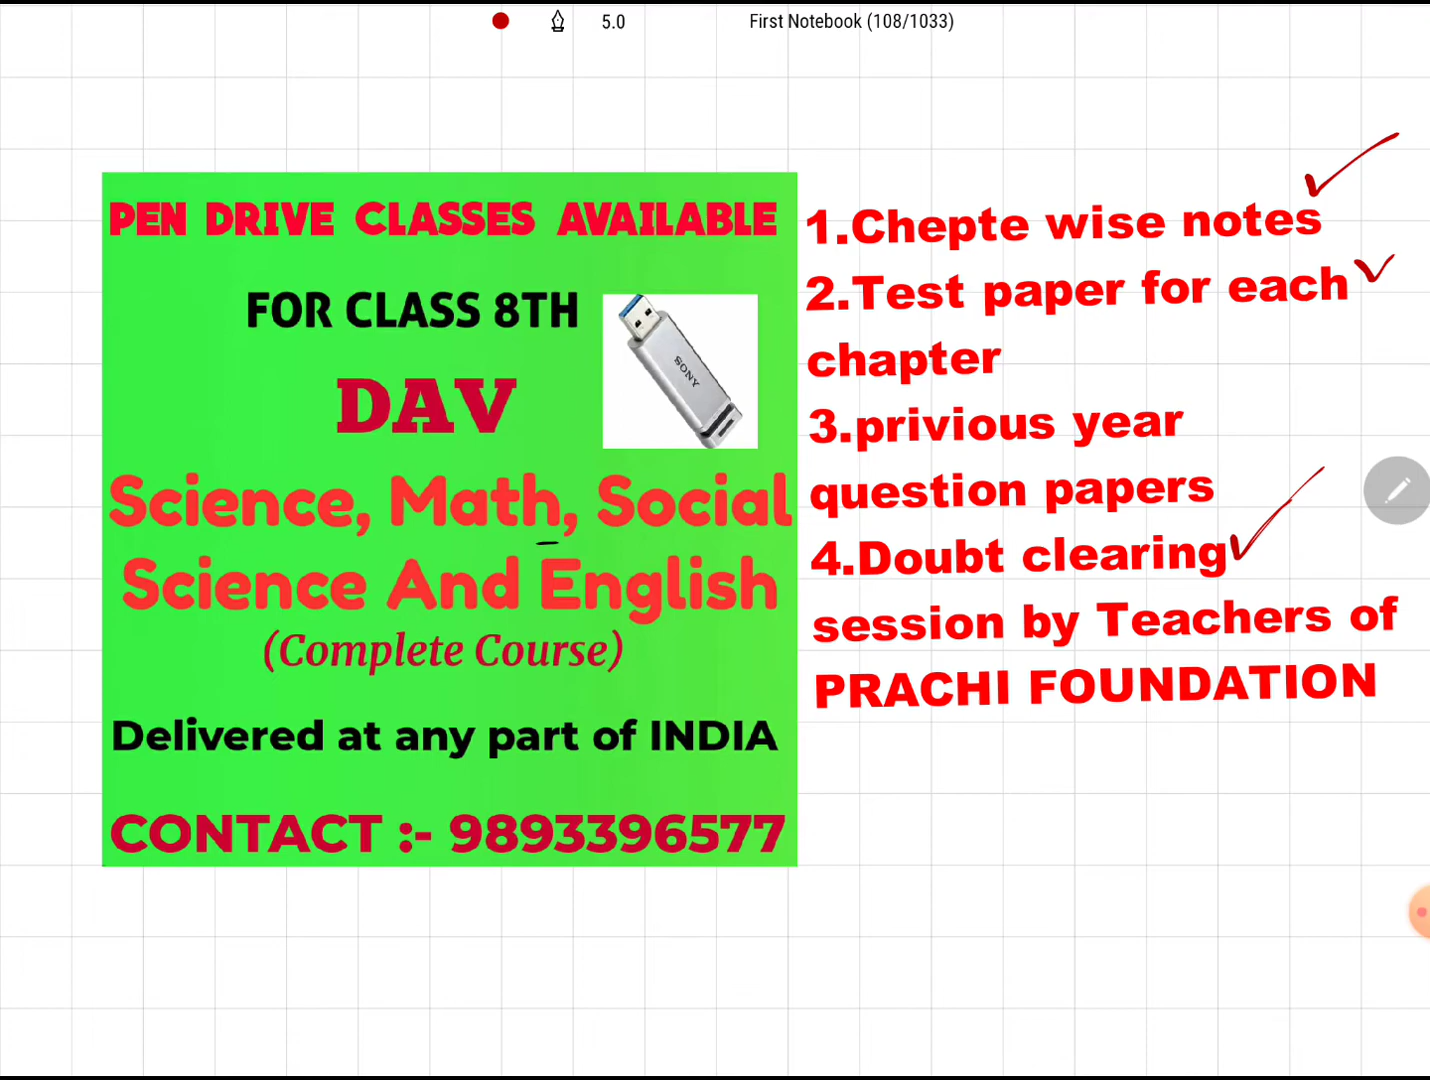 5.0 First Notebook (108/1033)
PEN DRIVE CLASSES AVAILABLE
FOR CLASS 8TH
SONY
DAV
Science, Math, Social
Science And English
(Complete Course)
Delivered at any part of INDIA
CONTACT :- 9893396577
1.Chepte wise notes
2.Test paper for each
chapter
3.privious year
question papers
4.Doubt clearing
session by Teachers of
PRACHI FOUNDATION